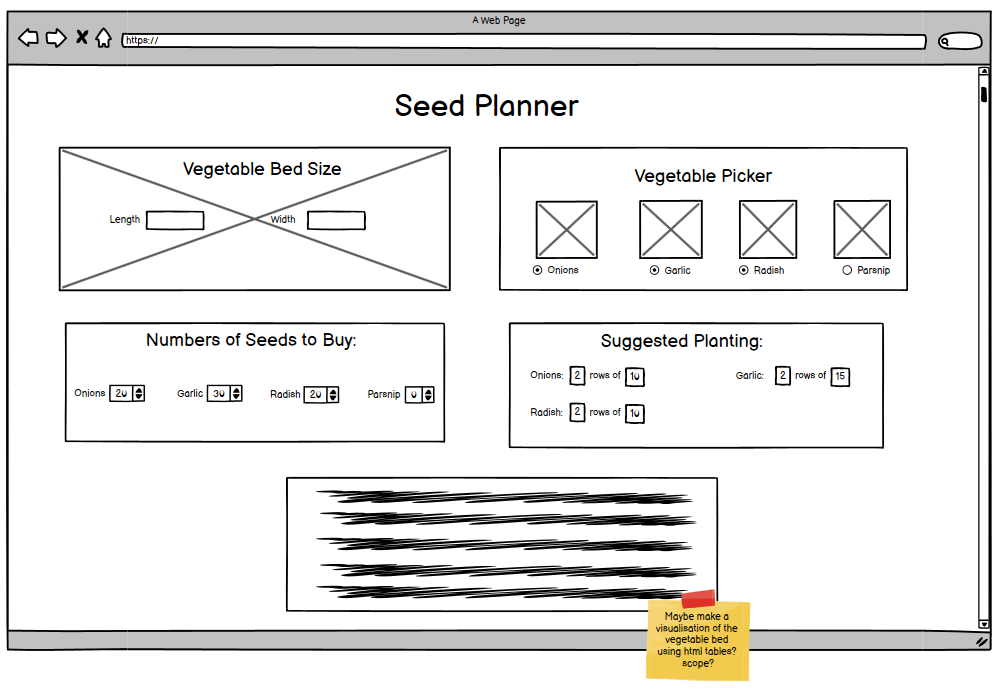 A Web Page
https://
Seed Planner
Vegetable Bed Size
Length
Width
Vegetable Picker
Onions
Garlic
Radish
Parsnip
Numbers of Seeds to Buy:
Onions 20
Garlic 30
Radish 20
Parsnip 0
Suggested Planting:
Onions: 2 rows of 10
Garlic: 2 rows of 15
Radish: 2 rows of 10
Maybe make a
visualisation of the
vegetable bed
using html tables?
scope?